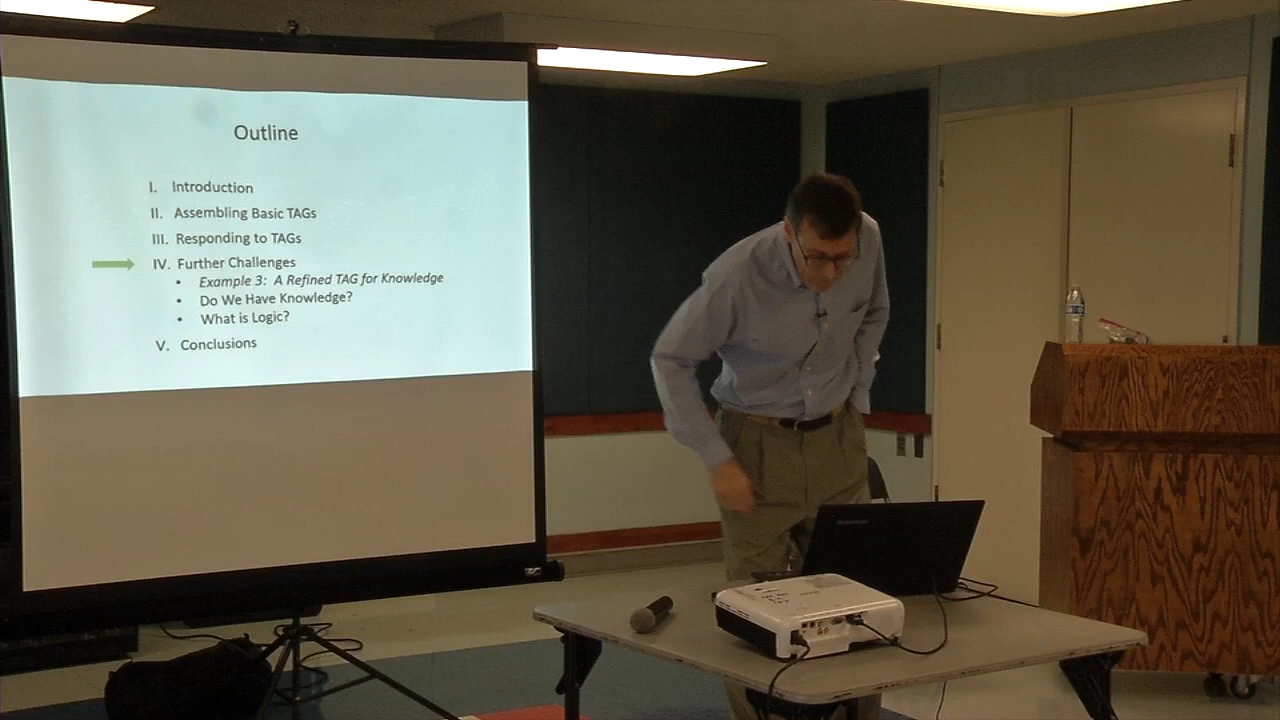 Outline
I. Introduction
II. Assembling Basic TAGs
III. Responding to TAGs
IV. Further Challenges
• Example 3: A Refined TAG for Knowledge
• Do We Have Knowledge?
• What is Logic?
V. Conclusions